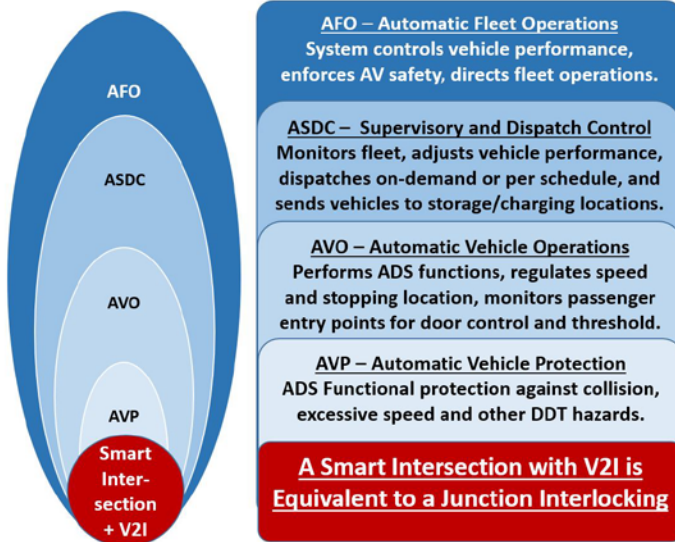 AFO
ASDC
AVO
AVP
Smart
Inter-
section
+ V2I
AFO – Automatic Fleet Operations
System controls vehicle performance,
enforces AV safety, directs fleet operations.
ASDC – Supervisory and Dispatch Control
Monitors fleet, adjusts vehicle performance,
dispatches on-demand or per schedule, and
sends vehicles to storage/charging locations.
AVO – Automatic Vehicle Operations
Performs ADS functions, regulates speed
and stopping location, monitors passenger
entry points for door control and threshold.
AVP – Automatic Vehicle Protection
ADS Functional protection against collision,
excessive speed and other DDT hazards.
A Smart Intersection with V2I is
Equivalent to a Junction Interlocking